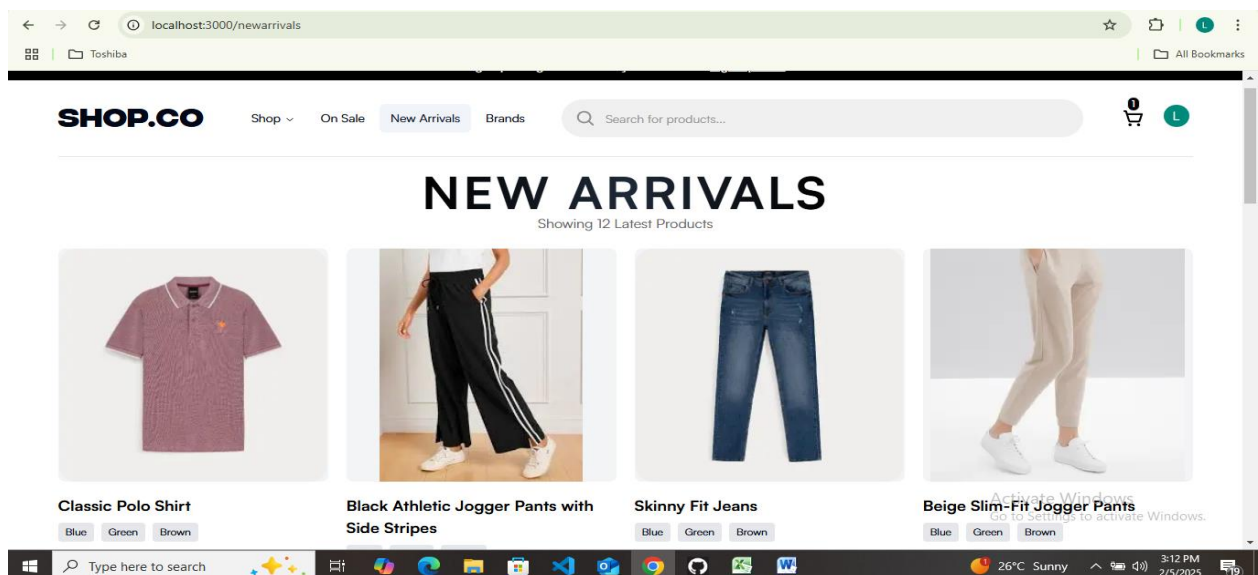 localhost:3000/newarrivals
L
Toshiba
All Bookmarks
SHOP.CO
Shop
On Sale
New Arrivals
Brands
Search for products...
1
L
NEW ARRIVALS
Showing 12 Latest Products
Classic Polo Shirt
Blue Green Brown
Black Athletic Jogger Pants with
Side Stripes
Skinny Fit Jeans
Blue Green Brown
Beige Slim-Fit Jogger Pants
Blue Green Brown
Activate Windows
Go to Settings to activate Windows.
Type here to search
26°C Sunny
3:12 PM
2/5/2025
19